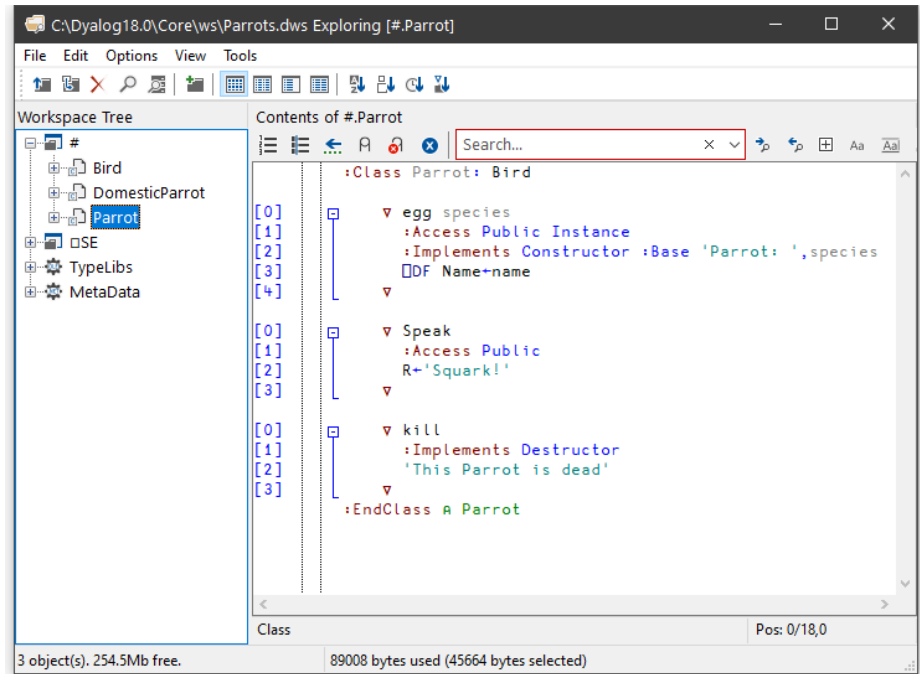 C:\Dyalog18.0\Core\ws\Parrots.dws Exploring [#.Parrot]
File Edit Options View Tools
Workspace Tree
#
Bird
DomesticParrot
Parrot
⎕SE
TypeLibs
MetaData
Contents of #.Parrot
Search...
Aa Aa
:Class Parrot: Bird
[0] ∇ egg species
[1] :Access Public Instance
[2] :Implements Constructor :Base 'Parrot: ',species
[3] ⎕DF Name←name
[4] ∇
[0] ∇ Speak
[1] :Access Public
[2] R←'Squark!'
[3] ∇
[0] ∇ kill
[1] :Implements Destructor
[2] 'This Parrot is dead'
[3] ∇
:EndClass ⍝ Parrot
Class Pos: 0/18,0
3 object(s). 254.5Mb free. 89008 bytes used (45664 bytes selected)